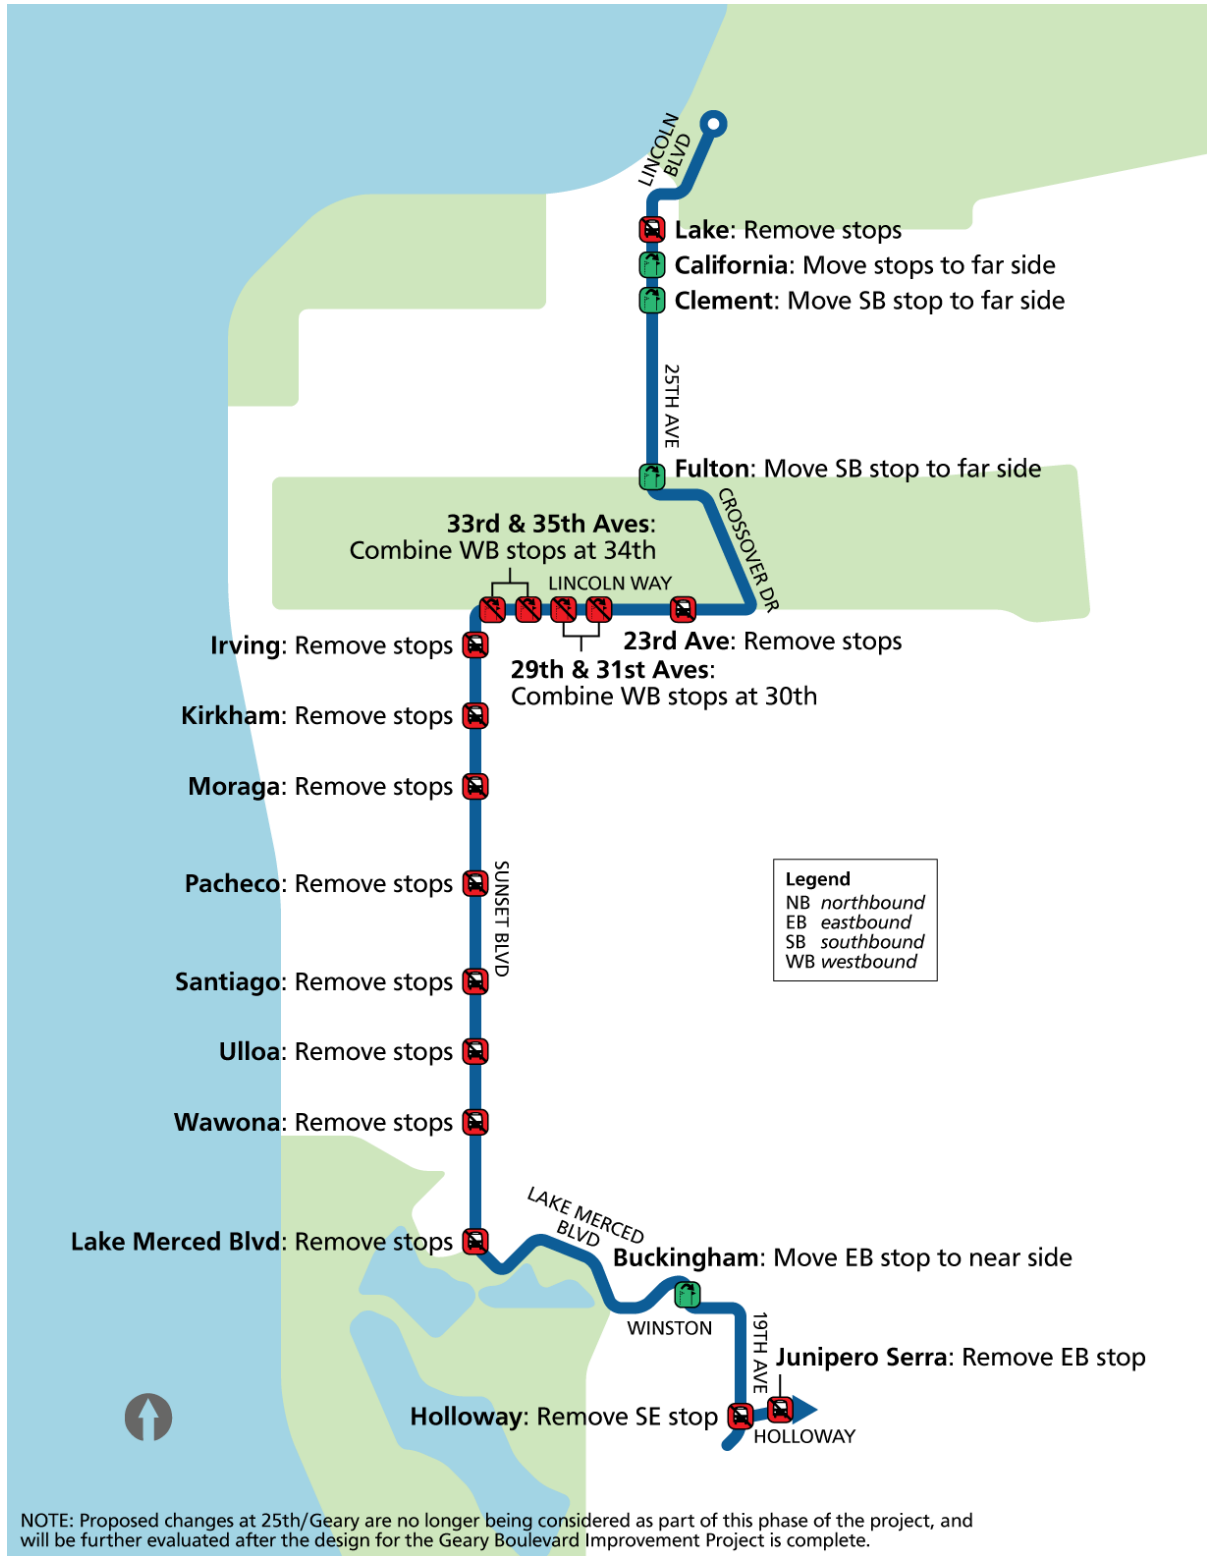 LINCOLN
BLVD
Lake: Remove stops
California: Move stops to far side
Clement: Move SB stop to far side
25TH AVE
Fulton: Move SB stop to far side
CROSSOVER DR
33rd & 35th Aves:
Combine WB stops at 34th
LINCOLN WAY
23rd Ave: Remove stops
29th & 31st Aves:
Combine WB stops at 30th
Irving: Remove stops
Kirkham: Remove stops
Moraga: Remove stops
Pacheco: Remove stops
SUNSET BLVD
Legend
NB northbound
EB eastbound
SB southbound
WB westbound
Santiago: Remove stops
Ulloa: Remove stops
Wawona: Remove stops
LAKE MERCED
BLVD
Lake Merced Blvd: Remove stops
Buckingham: Move EB stop to near side
WINSTON
19TH AVE
Junipero Serra: Remove EB stop
Holloway: Remove SE stop
HOLLOWAY
NOTE: Proposed changes at 25th/Geary are no longer being considered as part of this phase of the project, and
will be further evaluated after the design for the Geary Boulevard Improvement Project is complete.